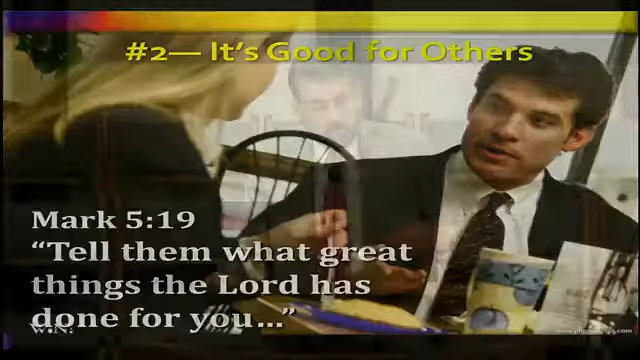 #2— It's Good for Others
Mark 5:19
“Tell them what great
things the Lord has
done for you...”